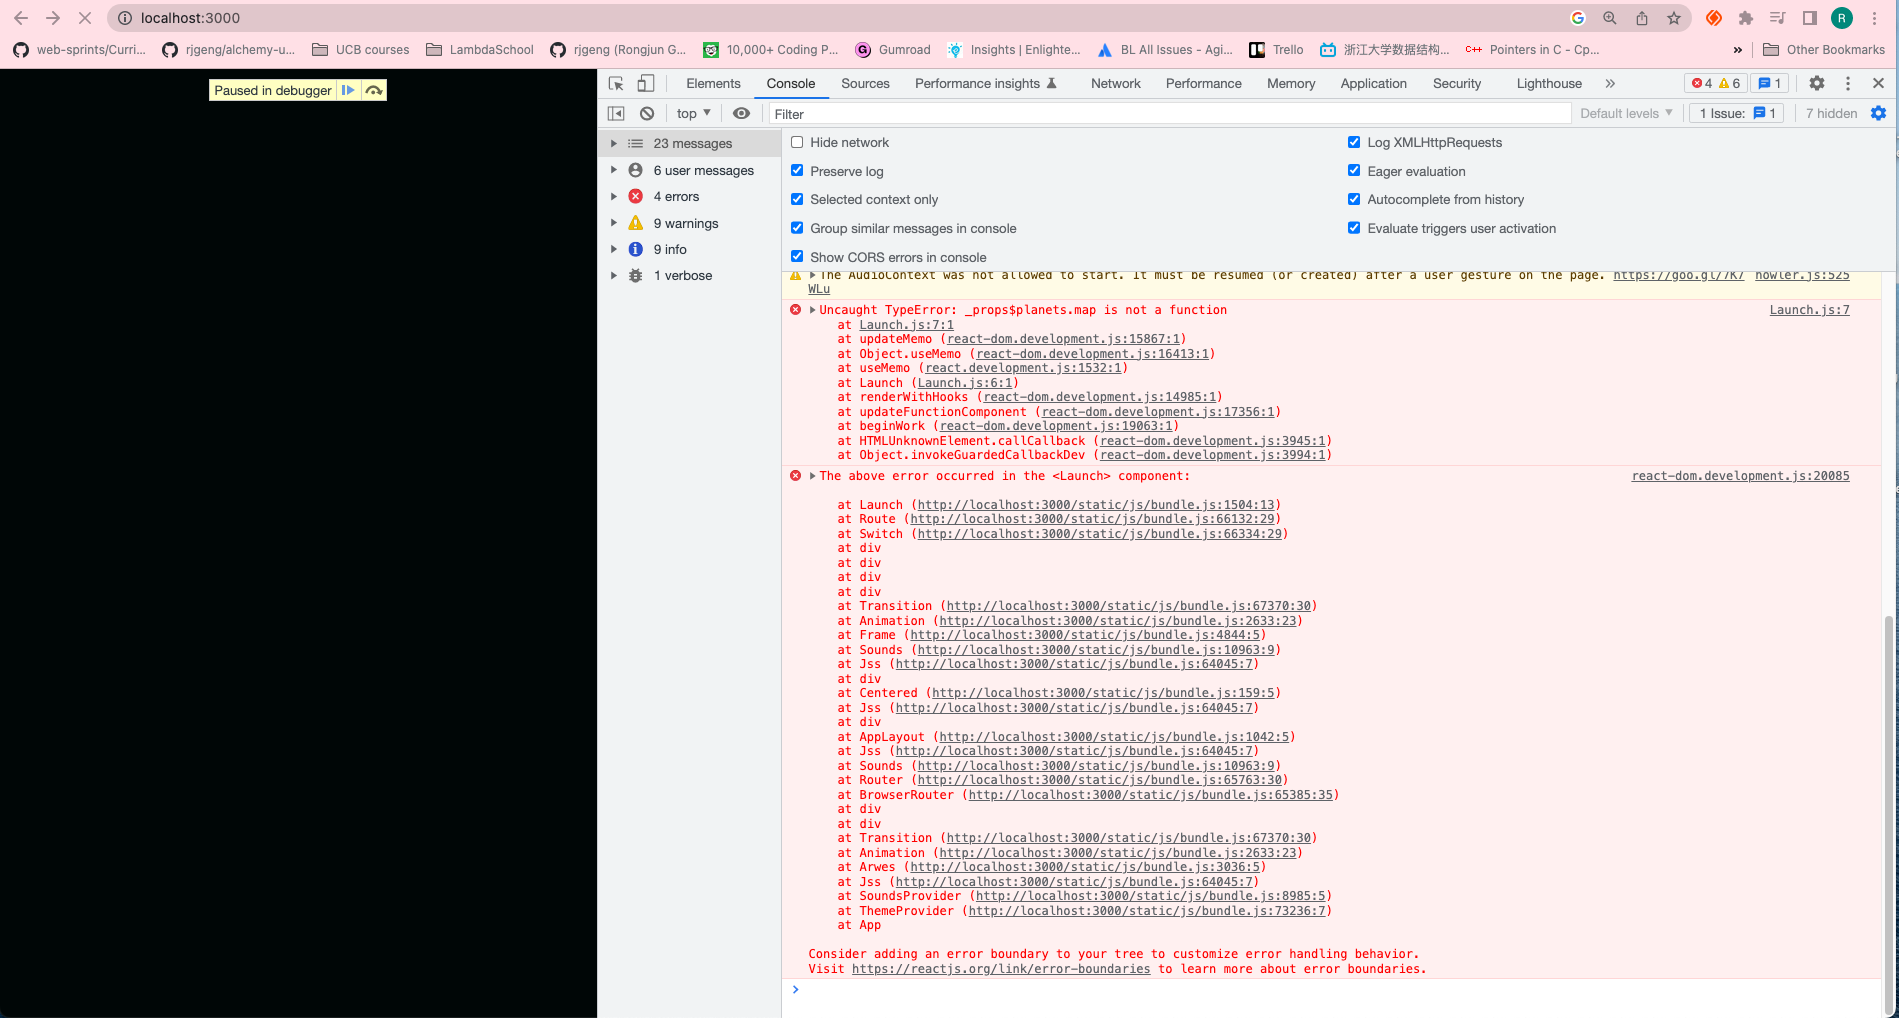 localhost:3000
web-sprints/Curri...
rjgeng/alchemy-u...
UCB courses
LambdaSchool
rjgeng (Rongjun G...
10,000+ Coding P...
Gumroad
Insights | Enlighte...
BL All Issues - Agi...
Trello
浙江大学数据结构...
Pointers in C - Cp...
»
Other Bookmarks
R
Paused in debugger
Elements
Console
Sources
Performance insights
Network
Performance
Memory
Application
Security
Lighthouse
»
4
6
1
top ▼
Filter
Default levels ▼
1 Issue: 1
7 hidden
23 messages
6 user messages
4 errors
9 warnings
9 info
1 verbose
Hide network
Log XMLHttpRequests
Preserve log
Eager evaluation
Selected context only
Autocomplete from history
Group similar messages in console
Evaluate triggers user activation
Show CORS errors in console
The AudioContext was not allowed to start. It must be resumed (or created) after a user gesture on the page. https://goo.gl/7K7 howler.js:525
WLu
Uncaught TypeError: _props$planets.map is not a function Launch.js:7
at Launch.js:7:1
at updateMemo (react-dom.development.js:15867:1)
at Object.useMemo (react-dom.development.js:16413:1)
at useMemo (react.development.js:1532:1)
at Launch (Launch.js:6:1)
at renderWithHooks (react-dom.development.js:14985:1)
at updateFunctionComponent (react-dom.development.js:17356:1)
at beginWork (react-dom.development.js:19063:1)
at HTMLUnknownElement.callCallback (react-dom.development.js:3945:1)
at Object.invokeGuardedCallbackDev (react-dom.development.js:3994:1)
The above error occurred in the <Launch> component: react-dom.development.js:20085
at Launch (http://localhost:3000/static/js/bundle.js:1504:13)
at Route (http://localhost:3000/static/js/bundle.js:66132:29)
at Switch (http://localhost:3000/static/js/bundle.js:66334:29)
at div
at div
at div
at div
at Transition (http://localhost:3000/static/js/bundle.js:67370:30)
at Animation (http://localhost:3000/static/js/bundle.js:2633:23)
at Frame (http://localhost:3000/static/js/bundle.js:4844:5)
at Sounds (http://localhost:3000/static/js/bundle.js:10963:9)
at Jss (http://localhost:3000/static/js/bundle.js:64045:7)
at div
at Centered (http://localhost:3000/static/js/bundle.js:159:5)
at Jss (http://localhost:3000/static/js/bundle.js:64045:7)
at div
at AppLayout (http://localhost:3000/static/js/bundle.js:1042:5)
at Jss (http://localhost:3000/static/js/bundle.js:64045:7)
at Sounds (http://localhost:3000/static/js/bundle.js:10963:9)
at Router (http://localhost:3000/static/js/bundle.js:65763:30)
at BrowserRouter (http://localhost:3000/static/js/bundle.js:65385:35)
at div
at div
at Transition (http://localhost:3000/static/js/bundle.js:67370:30)
at Animation (http://localhost:3000/static/js/bundle.js:2633:23)
at Arwes (http://localhost:3000/static/js/bundle.js:3036:5)
at Jss (http://localhost:3000/static/js/bundle.js:64045:7)
at SoundsProvider (http://localhost:3000/static/js/bundle.js:8985:5)
at ThemeProvider (http://localhost:3000/static/js/bundle.js:73236:7)
at App
Consider adding an error boundary to your tree to customize error handling behavior.
Visit https://reactjs.org/link/error-boundaries to learn more about error boundaries.